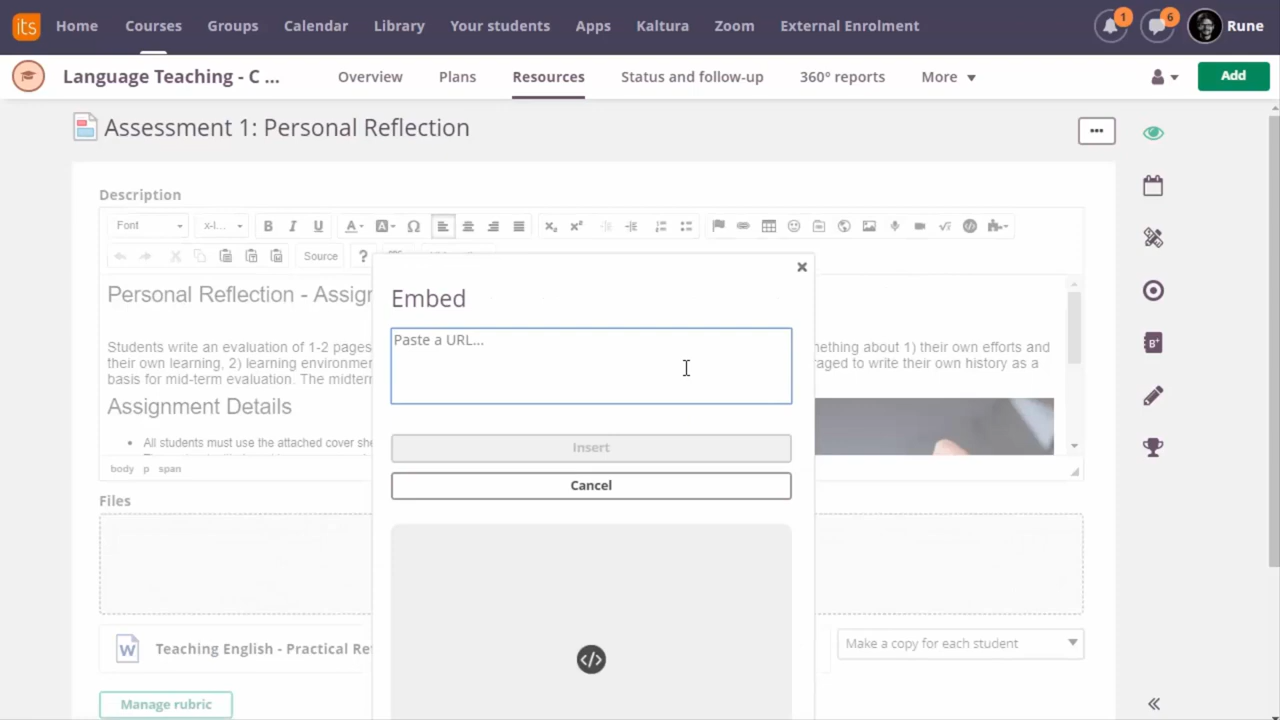 its Home Courses Groups Calendar Library Your students Apps Kaltura Zoom External Enrolment 1 6 Rune
Language Teaching - C ... Overview Plans Resources Status and follow-up 360° reports More Add
Assessment 1: Personal Reflection
Description
Font x-l... B I U A A Ω
Source ?
Embed
Paste a URL...
Insert
Cancel
Personal Reflection - Assig
Students write an evaluation of 1-2 pages
mething about 1) their own efforts and
their own learning, 2) learning environme
raged to write their own history as a
basis for mid-term evaluation. The midterm
Assignment Details
All students must use the attached cover she
body p span
Files
Teaching English - Practical Re
Make a copy for each student
Manage rubric